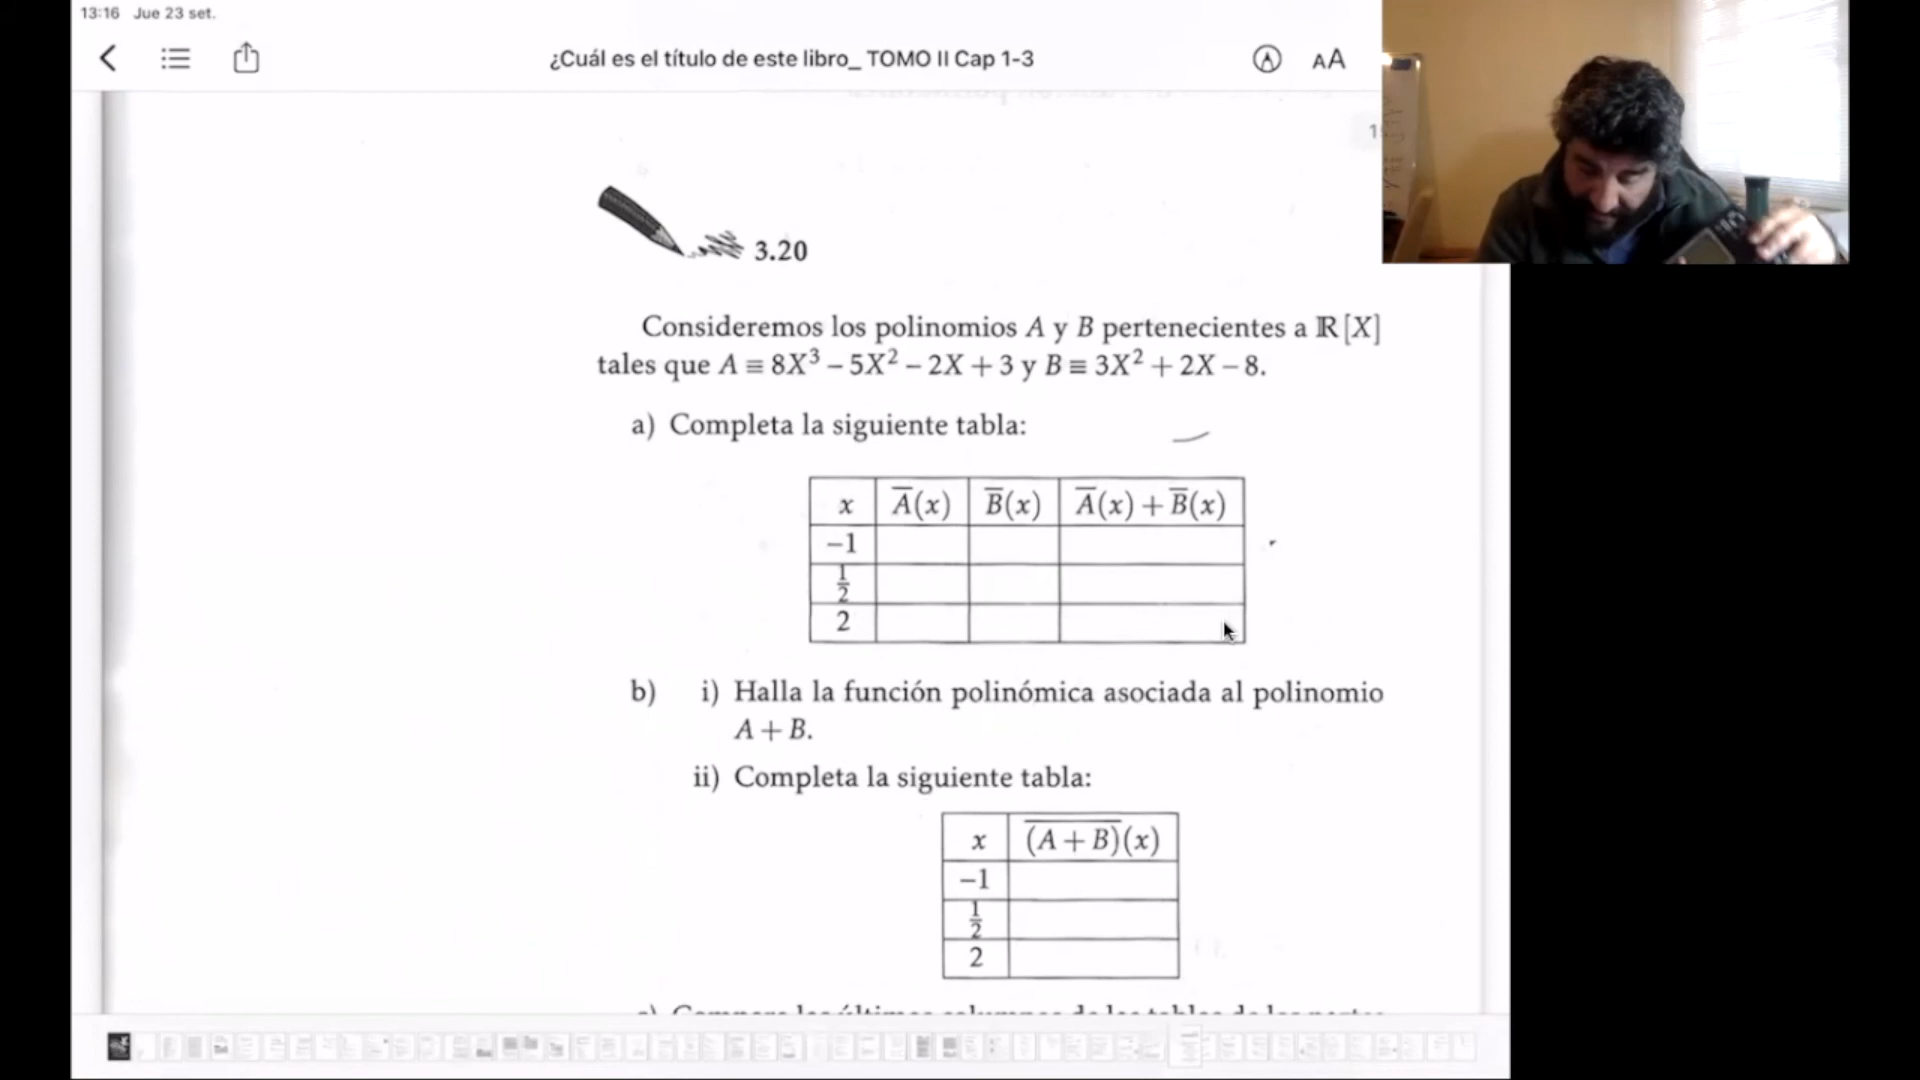 13:16 Jue 23 set.
¿Cuál es el título de este libro_ TOMO II Cap 1-3
AA
3.20
Consideremos los polinomios A y B pertenecientes a ℝ[X]
tales que A ≡ 8X³ − 5X² − 2X + 3 y B ≡ 3X² + 2X − 8.
a) Completa la siguiente tabla:
x A̅(x) B̅(x) A̅(x) + B̅(x)
−1
1/2
2
b) i) Halla la función polinómica asociada al polinomio
A + B.
ii) Completa la siguiente tabla:
x (A + B)(x)
−1
1/2
2